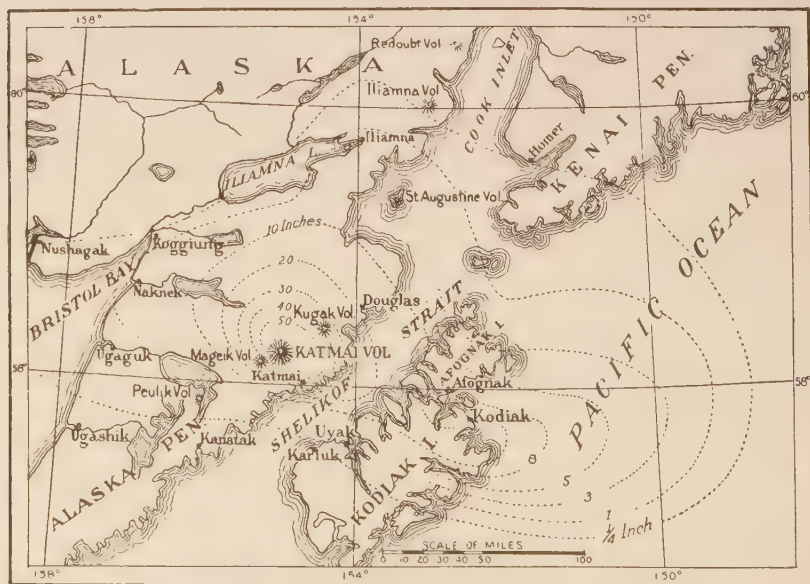 158°
154°
150°
Redoubt Vol
ALASKA
60°
60°
Iliamna Vol
COOK INLET
Iliamna
Homer
KENAI PEN.
ILIAMNA L.
St Augustine Vol.
10 Inches
Nushagak
Koggiung
20
BRISTOL BAY
30
Naknek
40
Douglas
Kugak Vol.
50
STRAIT
PACIFIC OCEAN
Ugaguk
Mageik Vol
KATMAI VOL
AFOGNAK I
58°
Katmai
58°
SHELIKOF
Afognak
Peulik Vol
Kodiak
Ugashik
Kanatak
Uyak
Karluk
8
ALASKA PEN
KODIAK I
5
3
1
¼ Inch
SCALE OF MILES
0 10 20 30 40 50 100
158°
154°
150°